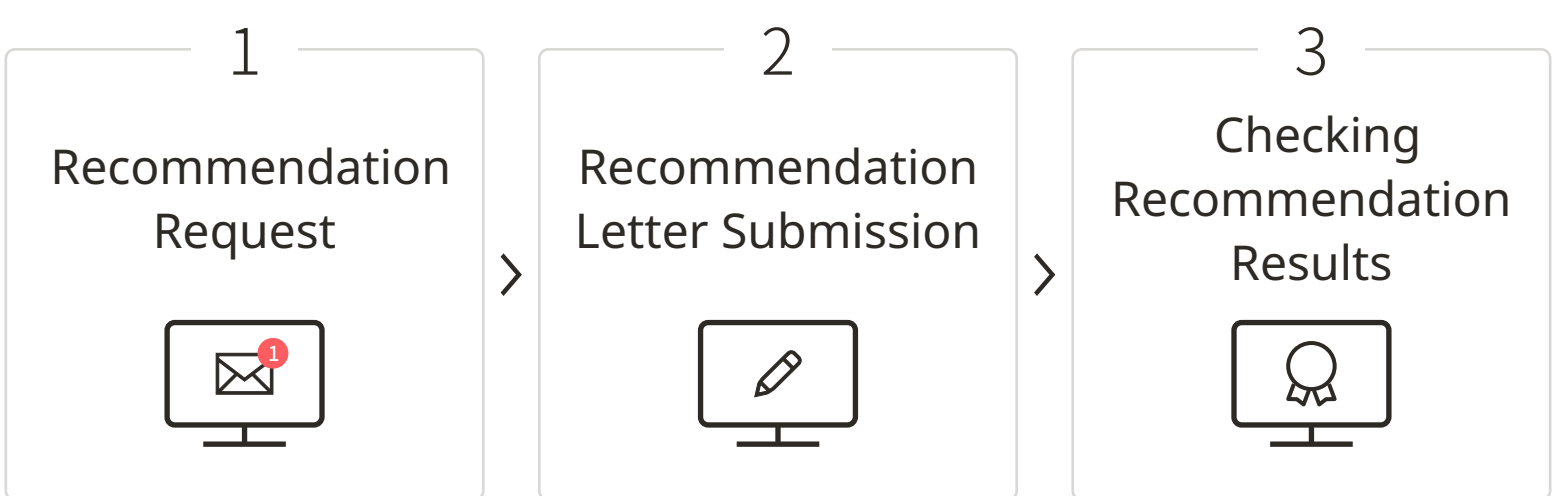 1
Recommendation
Request
1
2
Recommendation
Letter Submission
3
Checking
Recommendation
Results